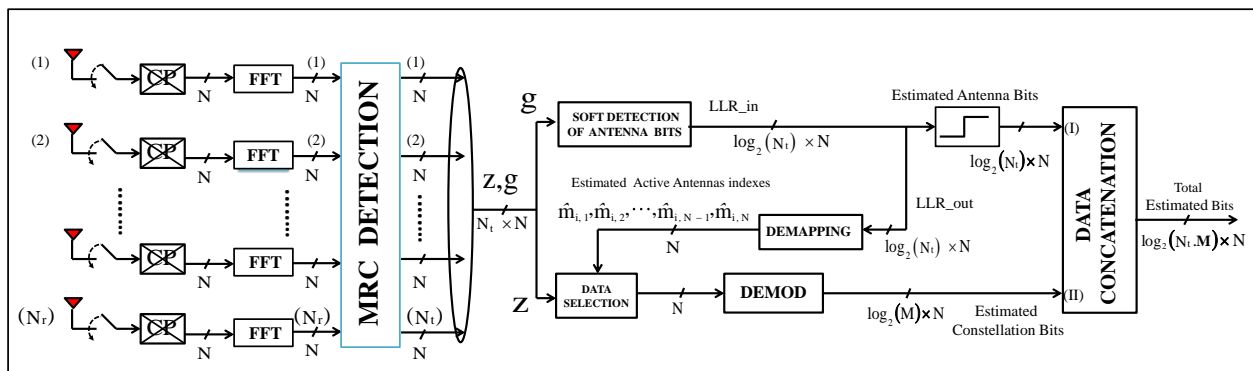 (1)
CP
N
FFT
(1)
N
(1)
N
(2)
CP
N
FFT
(2)
N
(2)
N
CP
N
FFT
N
N
(Nr)
CP
N
FFT
(Nr)
N
(Nt)
N
MRC DETECTION
z,g
Nt × N
g
SOFT DETECTION
OF ANTENNA BITS
LLR_in
log2(Nt) × N
Estimated Antenna Bits
log2(Nt)×N
(I)
Estimated Active Antennas indexes
m̂i, 1,m̂i, 2, ⋯,m̂i, N−1,m̂i, N
N
DEMAPPING
LLR_out
log2(Nt) × N
z
DATA
SELECTION
N
DEMOD
log2(M)×N
Estimated
Constellation Bits
(II)
DATA
CONCATENATION
Total
Estimated Bits
log2(Nt.M)× N